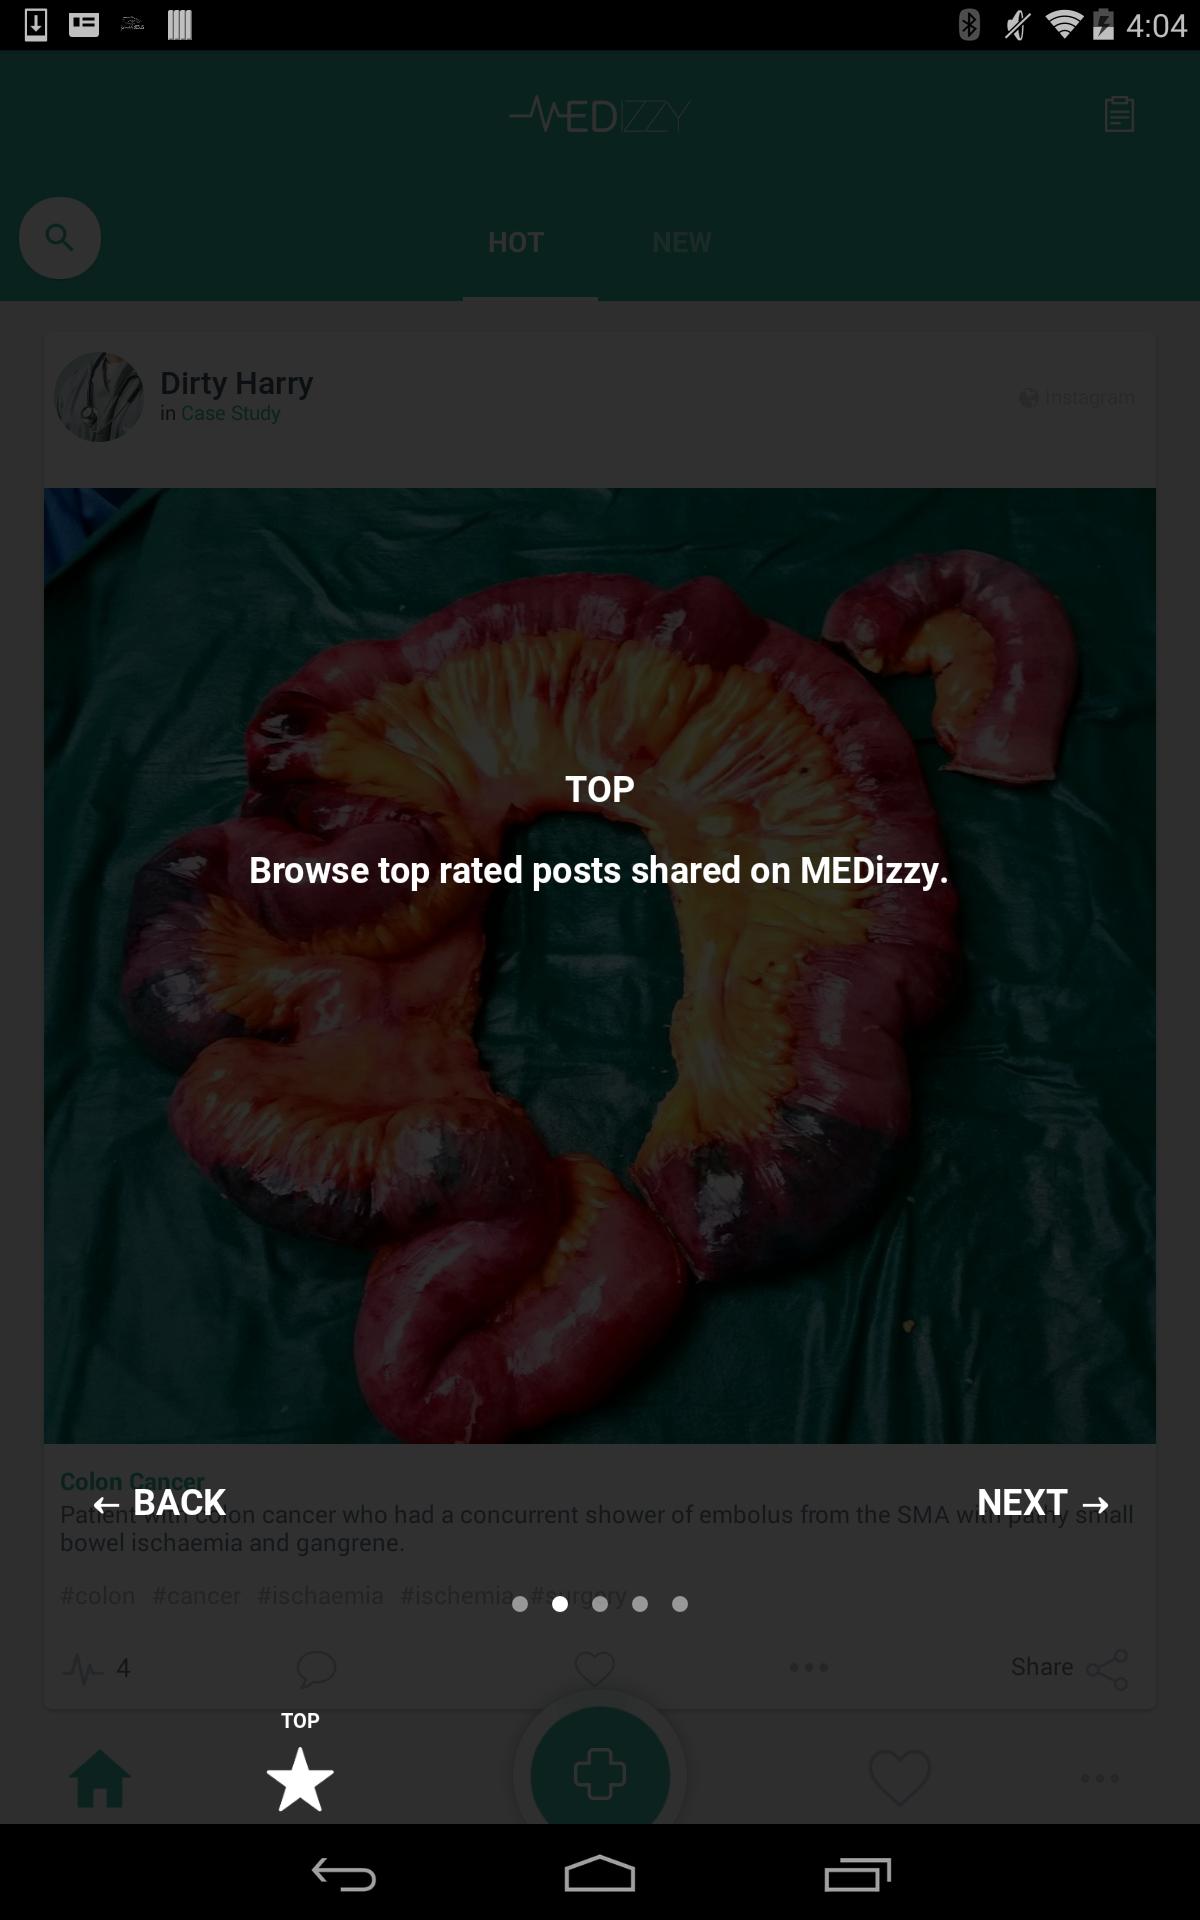 4:04
MEDIZZY
HOT NEW
Dirty Harry
in Case Study
Instagram
TOP
Browse top rated posts shared on MEDizzy.
Colon Cancer
← BACK
NEXT →
Patient with colon cancer who had a concurrent shower of embolus from the SMA with pathy small
bowel ischaemia and gangrene.
#colon #cancer #ischaemia #ischemia #surgery
4
Share
TOP